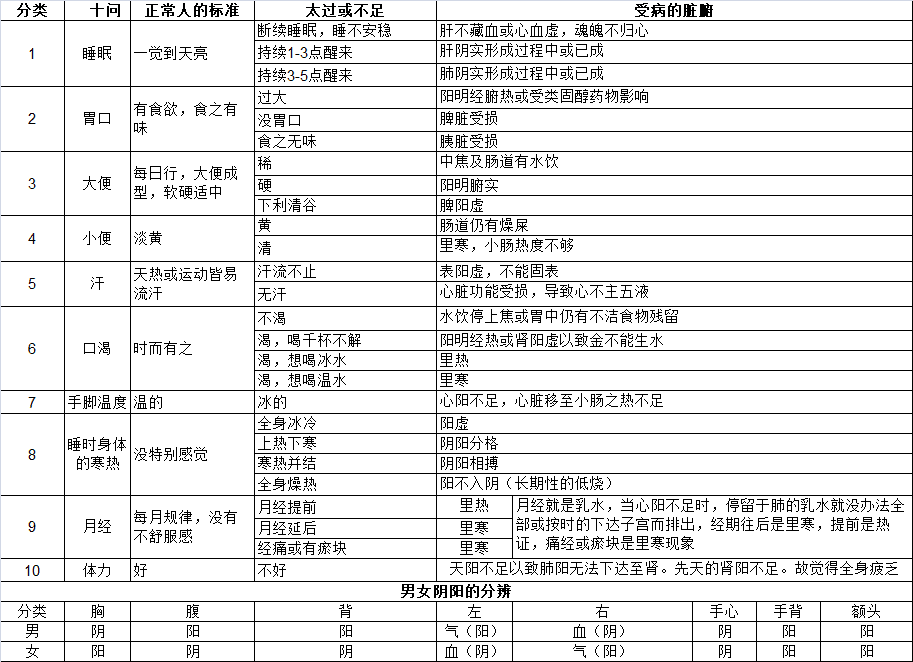 分类 十问 正常人的标准 太过或不足 受病的脏腑
1 睡眠 一觉到天亮
断续睡眠，睡不安稳 肝不藏血或心血虚，魂魄不归心
持续1-3点醒来 肝阴实形成过程中或已成
持续3-5点醒来 肺阴实形成过程中或已成
2 胃口 有食欲，食之有
味
过大 阳明经腑热或受类固醇药物影响
没胃口 脾脏受损
食之无味 胰脏受损
3 大便 每日行，大便成
型，软硬适中
稀 中焦及肠道有水饮
硬 阳明腑实
下利清谷 脾阳虚
4 小便 淡黄
黄 肠道仍有燥屎
清 里寒，小肠热度不够
5 汗 天热或运动皆易
流汗
汗流不止 表阳虚，不能固表
无汗 心脏功能受损，导致心不主五液
6 口渴 时而有之
不渴 水饮停上焦或胃中仍有不洁食物残留
渴，喝千杯不解 阳明经热或肾阳虚以致金不能生水
渴，想喝冰水 里热
渴，想喝温水 里寒
7 手脚温度 温的 冰的 心阳不足，心脏移至小肠之热不足
8 睡时身体
的寒热
没特别感觉
全身冰冷 阳虚
上热下寒 阴阳分格
寒热并结 阴阳相搏
全身燥热 阳不入阴（长期性的低烧）
9 月经 每月规律，没有
不舒服感
月经提前 里热
月经延后 里寒
经痛或有瘀块 里寒
月经就是乳水，当心阳不足时，停留于肺的乳水就没办法全
部或按时的下达子宫而排出，经期往后是里寒，提前是热
证，痛经或瘀块是里寒现象
10 体力 好 不好 天阳不足以致肺阳无法下达至肾。先天的肾阳不足。故觉得全身疲乏
男女阴阳的分辨
分类 胸 腹 背 左 右 手心 手背 额头
男 阴 阳 阳 气（阳） 血（阴） 阴 阳 阳
女 阳 阴 阴 血（阴） 气（阳） 阴 阳 阳